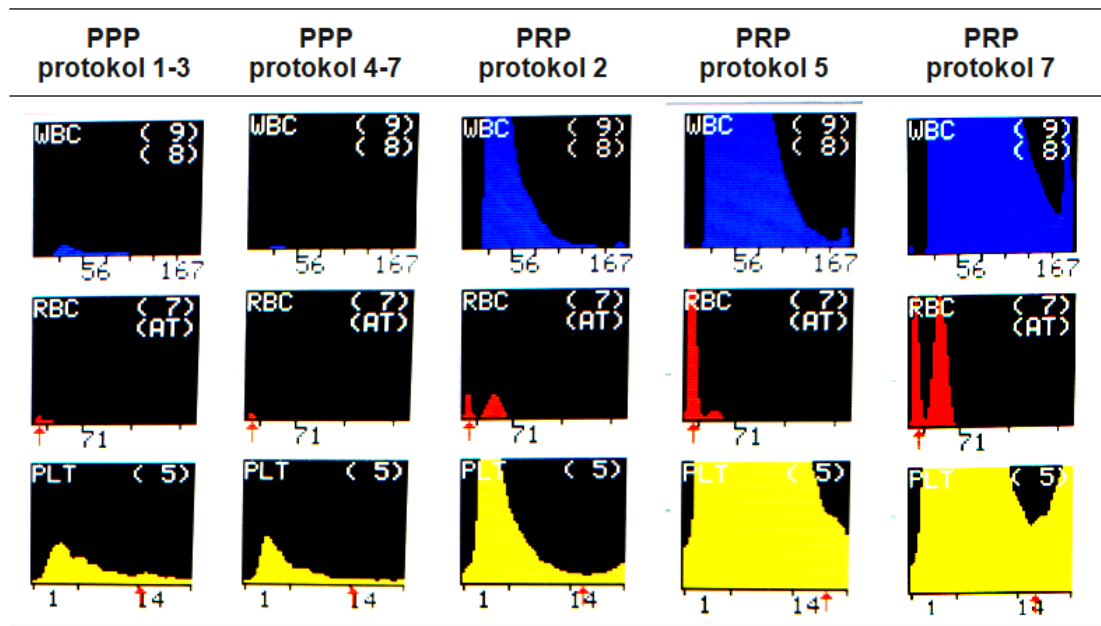 PPP
protokol 1-3
PPP
protokol 4-7
PRP
protokol 2
PRP
protokol 5
PRP
protokol 7
WBC ( 9)
( 8)
56 167
WBC ( 9)
( 8)
56 167
WBC ( 9)
( 8)
56 167
WBC ( 9)
( 8)
56 167
WBC ( 9)
( 8)
56 167
RBC ( 7)
(AT)
71
RBC ( 7)
(AT)
71
RBC ( 7)
(AT)
71
RBC ( 7)
(AT)
71
RBC ( 7)
(AT)
71
PLT ( 5)
1 14
PLT ( 5)
1 14
PLT ( 5)
1 14
PLT ( 5)
1 14
PLT ( 5)
1 14